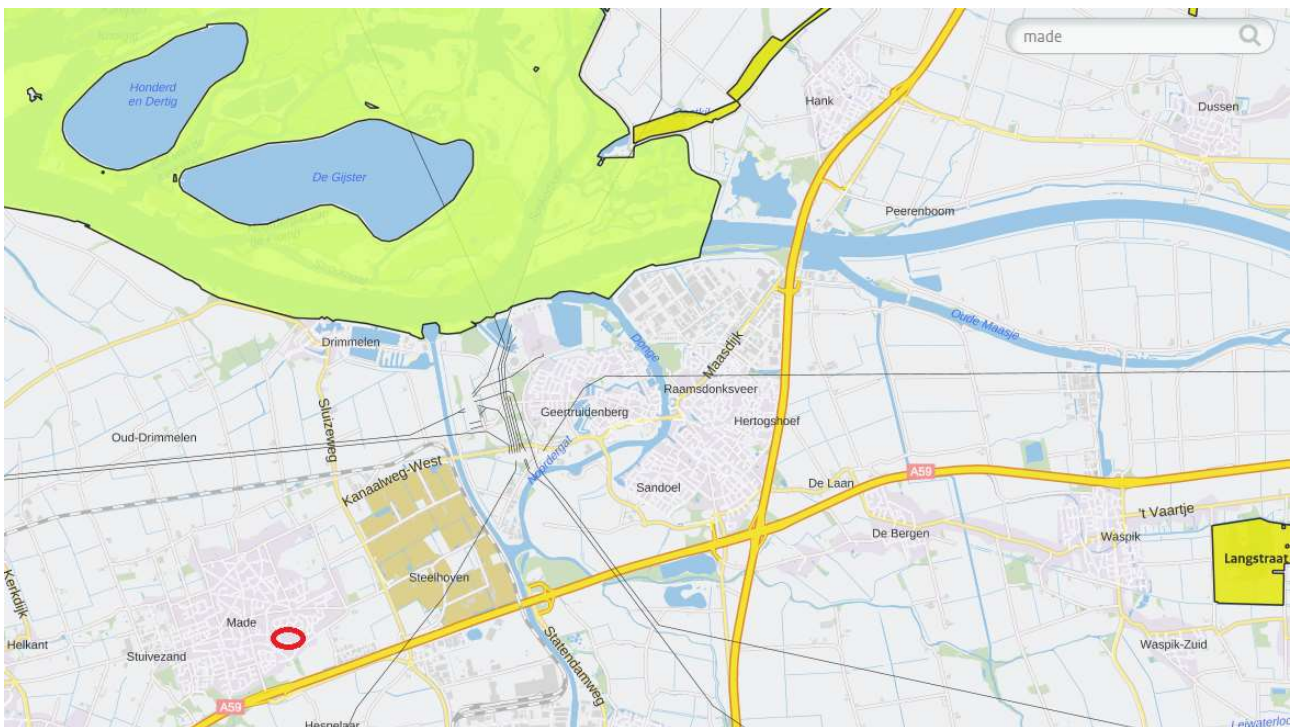 made
Honderd
en Dertig
Hank
Dussen
De Gijster
Peerenboom
Oude Maasje
Drimmelen
Donge
Maasdijk
Raamsdonksveer
Geertruidenberg
Hertogshoef
Sluizeweg
Oud-Drimmelen
Noordergat
Kanaalweg-West
A59
De Laan
Sandoel
't Vaartje
De Bergen
Waspik
Langstraat
Steelhoven
Kerkdijk
Made
Helkant
Stuivezand
Statendamweg
Waspik-Zuid
A59
Hespelaar